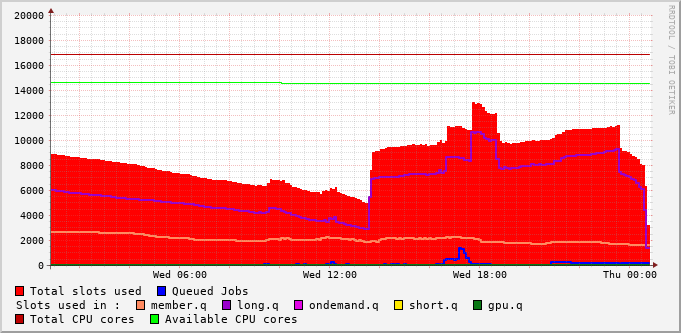 20000
18000
16000
14000
12000
10000
8000
6000
4000
2000
0
Wed 06:00 Wed 12:00 Wed 18:00 Thu 00:00
RRDTOOL / TOBI OETIKER
Total slots used Queued Jobs
Slots used in : member.q long.q ondemand.q short.q gpu.q
Total CPU cores Available CPU cores